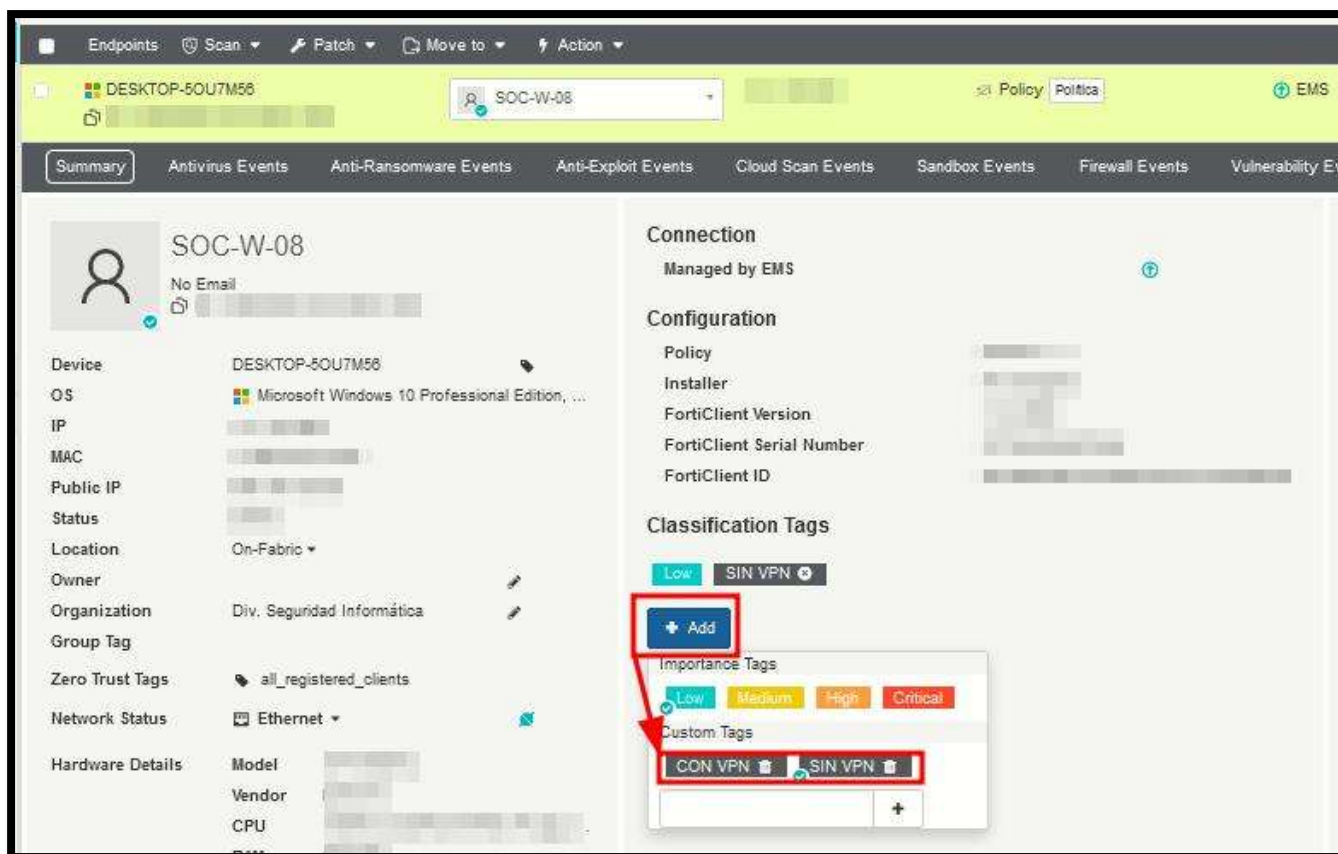 Endpoints Scan Patch Move to Action
DESKTOP-5OU7M56 SOC-W-08 Policy Política EMS
Summary Antivirus Events Anti-Ransomware Events Anti-Exploit Events Cloud Scan Events Sandbox Events Firewall Events Vulnerability Ev
SOC-W-08
No Email
Device DESKTOP-5OU7M56
OS Microsoft Windows 10 Professional Edition, ...
IP
MAC
Public IP
Status
Location On-Fabric
Owner
Organization Div. Seguridad Informática
Group Tag
Zero Trust Tags all_registered_clients
Network Status Ethernet
Hardware Details Model
Vendor
CPU
Connection
Managed by EMS
Configuration
Policy
Installer
FortiClient Version
FortiClient Serial Number
FortiClient ID
Classification Tags
Low SIN VPN
+ Add
Importance Tags
Low Medium High Critical
Custom Tags
CON VPN SIN VPN
+